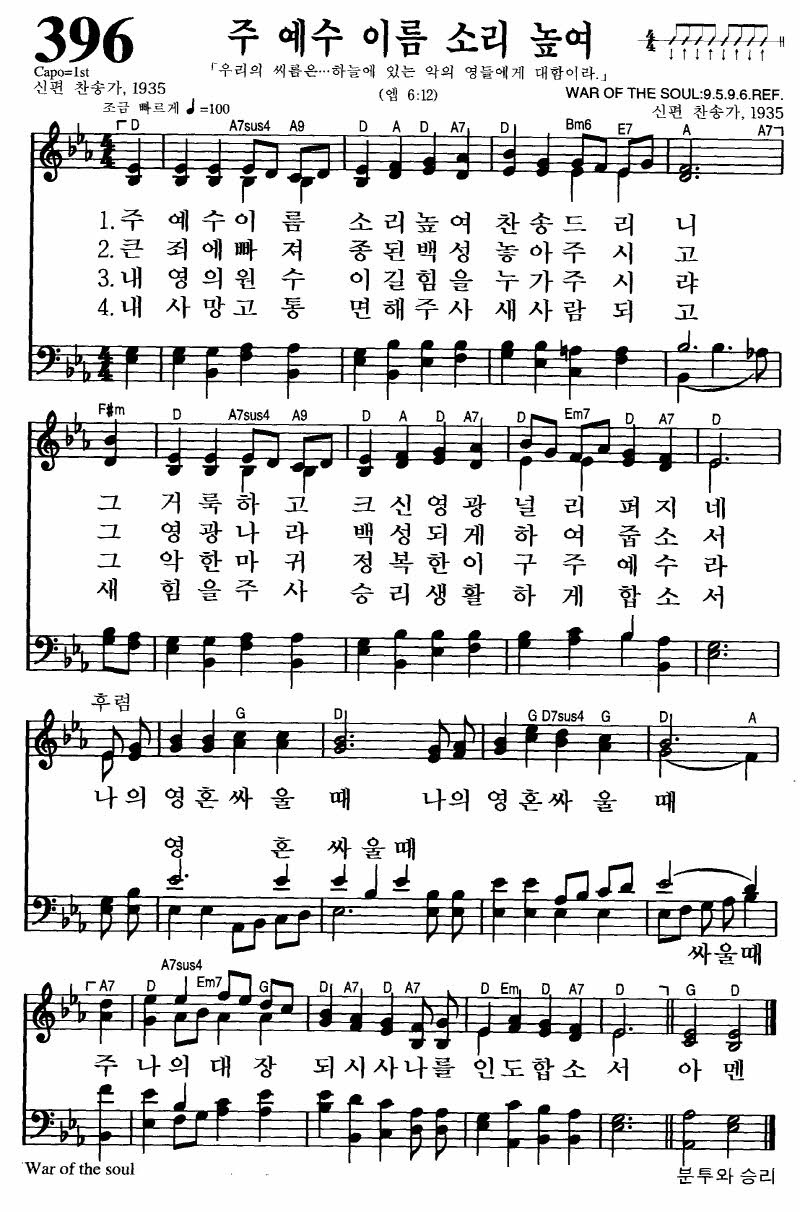 396
주 예수 이름 소리 높여
Capo=1st
「우리의 씨름은…하늘에 있는 악의 영들에게 대함이라.」
신편 찬송가, 1935
(엡 6:12)
WAR OF THE SOUL:9.5.9.6.REF.
조금 빠르게 ♩=100
신편 찬송가, 1935
D A7sus4 A9 D A D A7 D Bm6 E7 A A7
1. 주 예 수 이 름 소 리 높 여 찬 송 드 리 니
2. 큰 죄 에 빠 져 종 된 백 성 놓 아 주 시 고
3. 내 영 의 원 수 이 길 힘 을 누 가 주 시 랴
4. 내 사 망 고 통 면 해 주 사 새 사 람 되 고
F#m D A7sus4 A9 D A D A7 D Em7 D A7 D
그 거 룩 하 고 크 신 영 광 널 리 퍼 지 네
그 영 광 나 라 백 성 되 게 하 여 줍 소 서
그 악 한 마 귀 정 복 한 이 구 주 예 수 라
새 힘 을 주 사 승 리 생 활 하 게 합 소 서
후렴
G D G D7sus4 G D A
나 의 영 혼 싸 울 때 나 의 영 혼 싸 울 때
영 혼 싸 울 때
싸 울 때
A7 D A7sus4 Em7 D G A7 D A7 D Em D A7 D G D
주 나 의 대 장 되 시 사 나 를 인 도 합 소 서 아 멘
War of the soul
분투와 승리